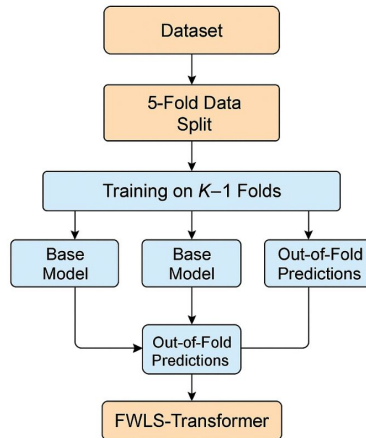 Dataset
5-Fold Data
Split
Training on K–1 Folds
Base
Model
Base
Model
Out-of-Fold
Predictions
Out-of-Fold
Predictions
FWLS-Transformer